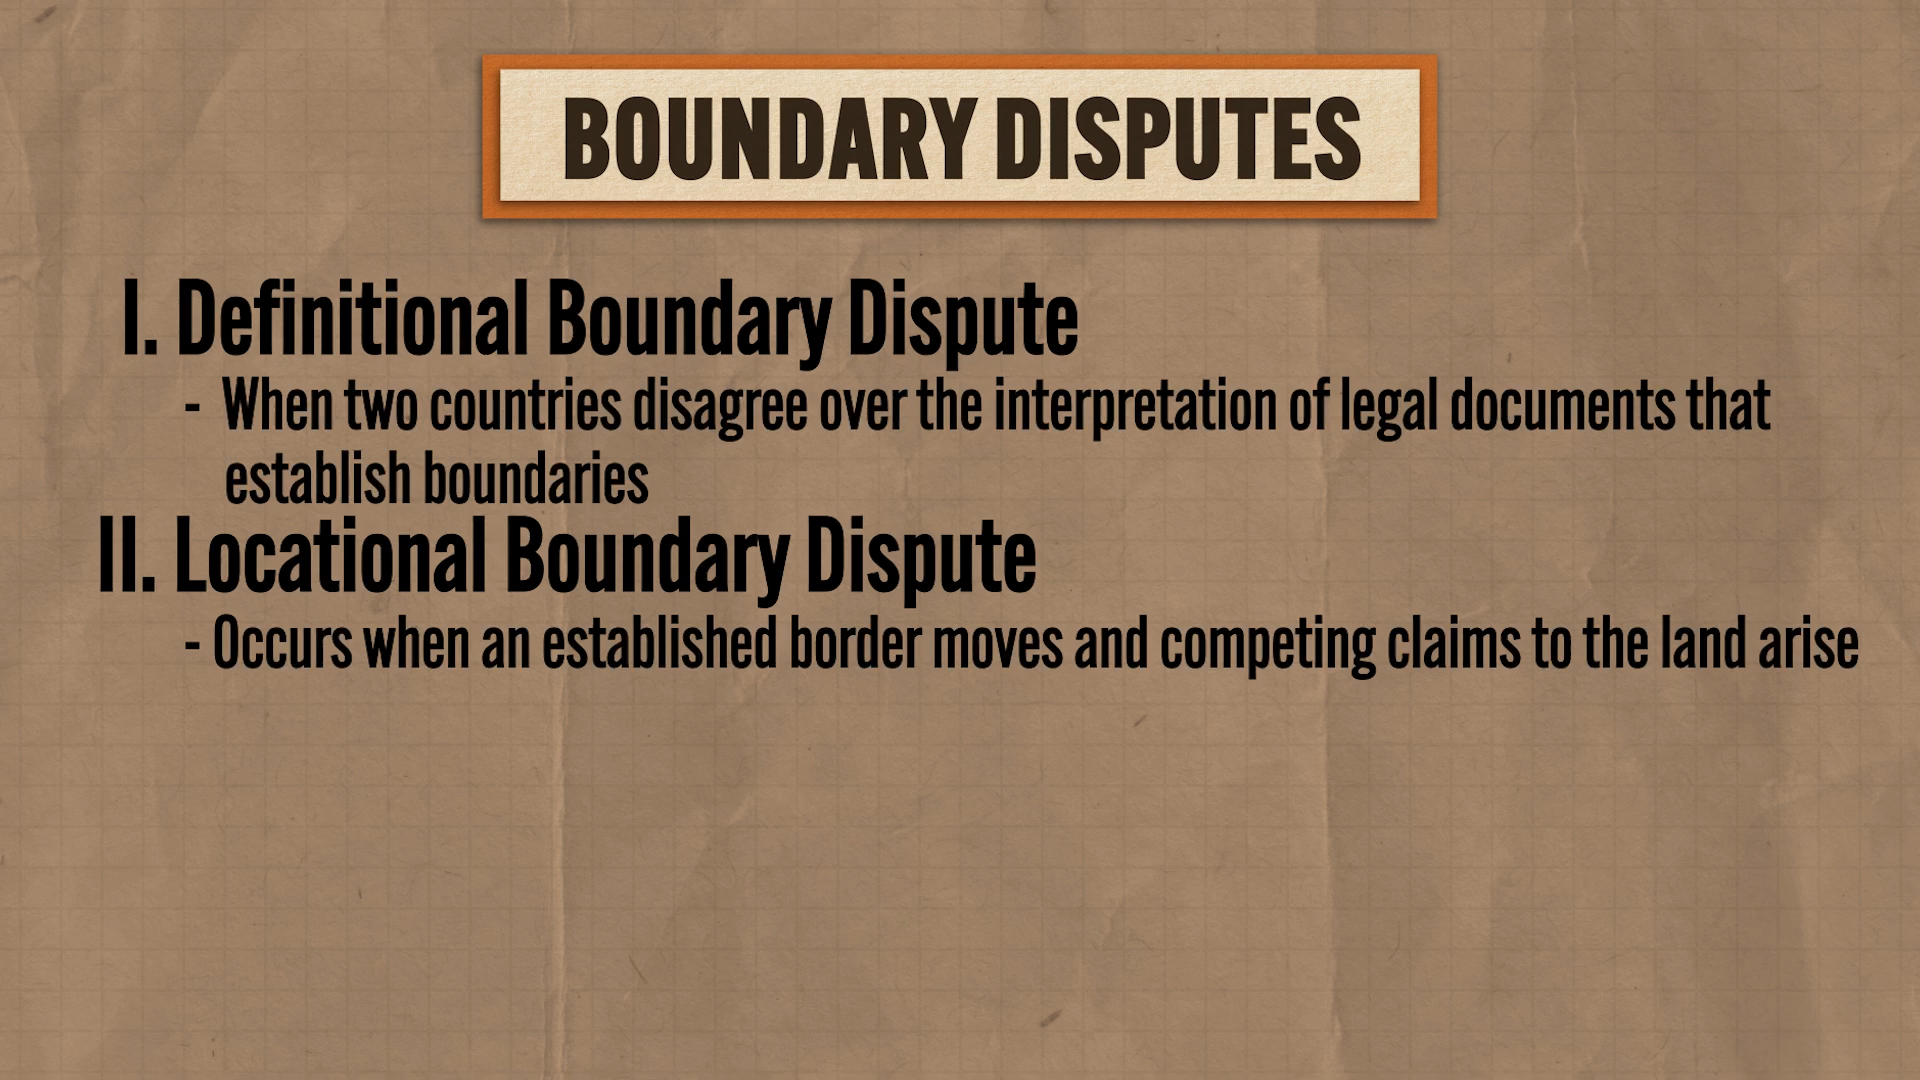 BOUNDARY DISPUTES
I. Definitional Boundary Dispute
- When two countries disagree over the interpretation of legal documents that
establish boundaries
II. Locational Boundary Dispute
- Occurs when an established border moves and competing claims to the land arise